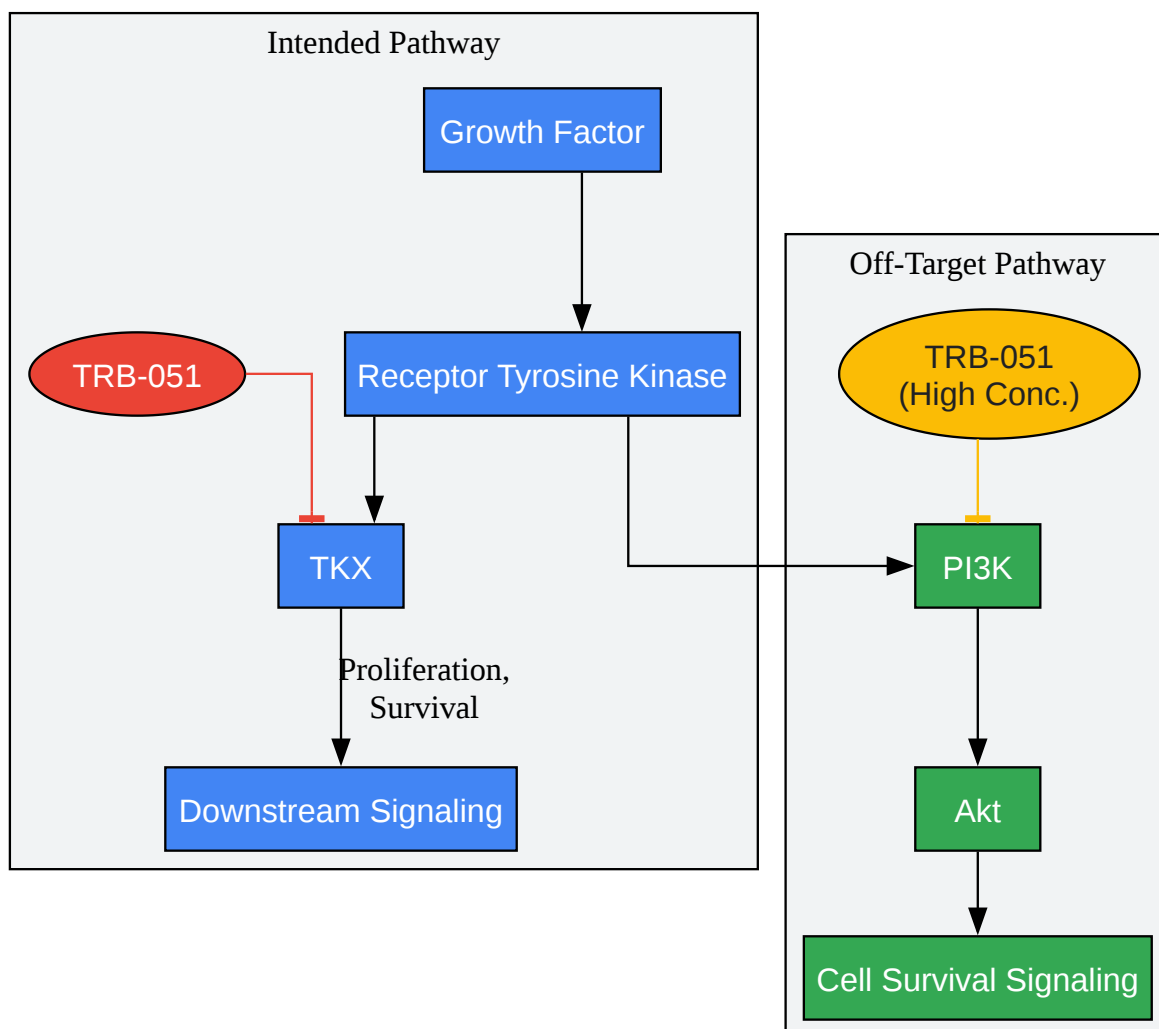 Intended Pathway
Growth Factor
Off-Target Pathway
TRB-051
Receptor Tyrosine Kinase
TRB-051
(High Conc.)
TKX
PI3K
Proliferation,
Survival
Downstream Signaling
Akt
Cell Survival Signaling